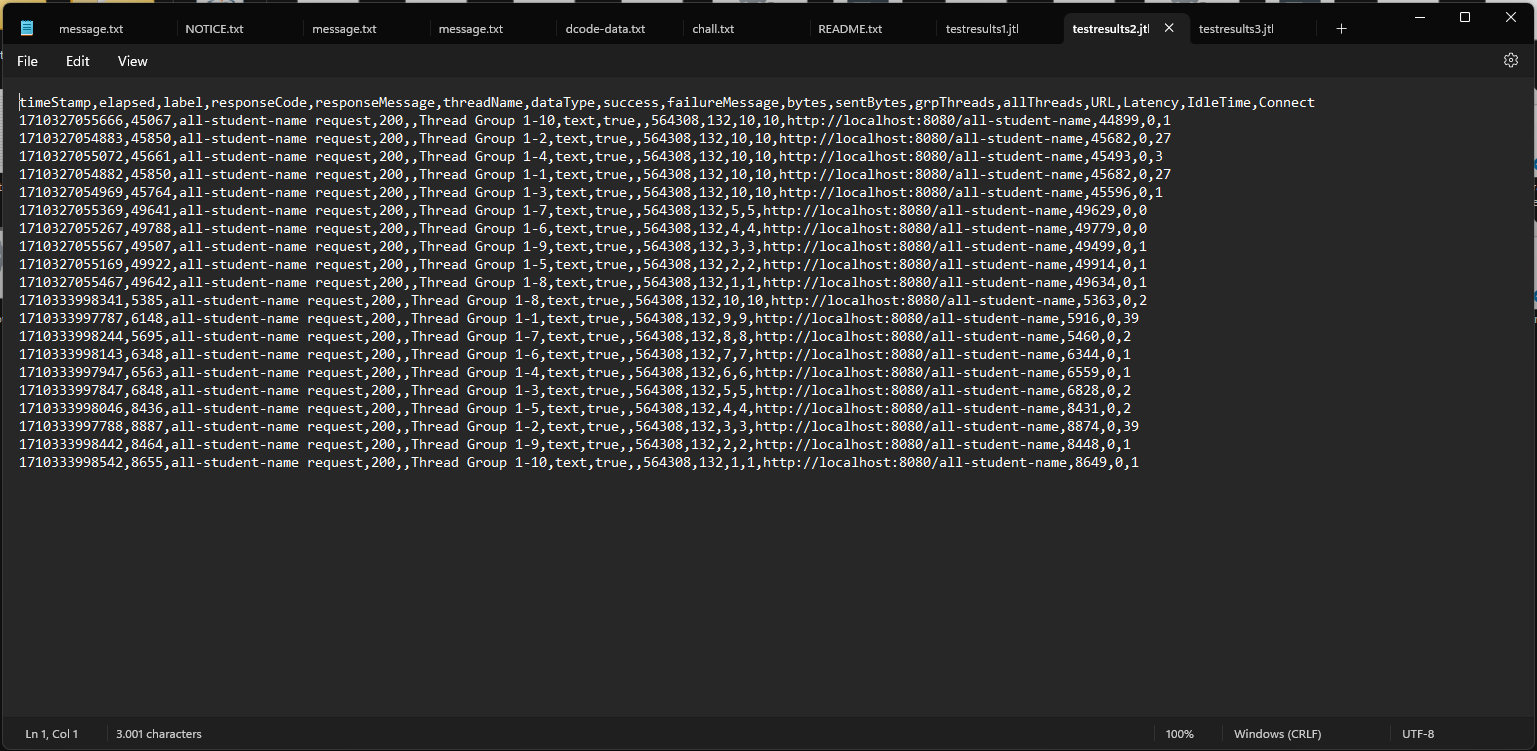 message.txt NOTICE.txt message.txt message.txt dcode-data.txt chall.txt README.txt testresults1.jtl testresults2.jtl testresults3.jtl
File Edit View
timeStamp,elapsed,label,responseCode,responseMessage,threadName,dataType,success,failureMessage,bytes,sentBytes,grpThreads,allThreads,URL,Latency,IdleTime,Connect
1710327055666,45067,all-student-name request,200,,Thread Group 1-10,text,true,,564308,132,10,10,http://localhost:8080/all-student-name,44899,0,1
1710327054883,45850,all-student-name request,200,,Thread Group 1-2,text,true,,564308,132,10,10,http://localhost:8080/all-student-name,45682,0,27
1710327055072,45661,all-student-name request,200,,Thread Group 1-4,text,true,,564308,132,10,10,http://localhost:8080/all-student-name,45493,0,3
1710327054882,45850,all-student-name request,200,,Thread Group 1-1,text,true,,564308,132,10,10,http://localhost:8080/all-student-name,45682,0,27
1710327054969,45764,all-student-name request,200,,Thread Group 1-3,text,true,,564308,132,10,10,http://localhost:8080/all-student-name,45596,0,1
1710327055369,49641,all-student-name request,200,,Thread Group 1-7,text,true,,564308,132,5,5,http://localhost:8080/all-student-name,49629,0,0
1710327055267,49788,all-student-name request,200,,Thread Group 1-6,text,true,,564308,132,4,4,http://localhost:8080/all-student-name,49779,0,0
1710327055567,49507,all-student-name request,200,,Thread Group 1-9,text,true,,564308,132,3,3,http://localhost:8080/all-student-name,49499,0,1
1710327055169,49922,all-student-name request,200,,Thread Group 1-5,text,true,,564308,132,2,2,http://localhost:8080/all-student-name,49914,0,1
1710327055467,49642,all-student-name request,200,,Thread Group 1-8,text,true,,564308,132,1,1,http://localhost:8080/all-student-name,49634,0,1
1710333998341,5385,all-student-name request,200,,Thread Group 1-8,text,true,,564308,132,10,10,http://localhost:8080/all-student-name,5363,0,2
1710333997787,6148,all-student-name request,200,,Thread Group 1-1,text,true,,564308,132,9,9,http://localhost:8080/all-student-name,5916,0,39
1710333998244,5695,all-student-name request,200,,Thread Group 1-7,text,true,,564308,132,8,8,http://localhost:8080/all-student-name,5460,0,2
1710333998143,6348,all-student-name request,200,,Thread Group 1-6,text,true,,564308,132,7,7,http://localhost:8080/all-student-name,6344,0,1
1710333997947,6563,all-student-name request,200,,Thread Group 1-4,text,true,,564308,132,6,6,http://localhost:8080/all-student-name,6559,0,1
1710333997847,6848,all-student-name request,200,,Thread Group 1-3,text,true,,564308,132,5,5,http://localhost:8080/all-student-name,6828,0,2
1710333998046,8436,all-student-name request,200,,Thread Group 1-5,text,true,,564308,132,4,4,http://localhost:8080/all-student-name,8431,0,2
1710333997788,8887,all-student-name request,200,,Thread Group 1-2,text,true,,564308,132,3,3,http://localhost:8080/all-student-name,8874,0,39
1710333998442,8464,all-student-name request,200,,Thread Group 1-9,text,true,,564308,132,2,2,http://localhost:8080/all-student-name,8448,0,1
1710333998542,8655,all-student-name request,200,,Thread Group 1-10,text,true,,564308,132,1,1,http://localhost:8080/all-student-name,8649,0,1
Ln 1, Col 1 3.001 characters 100% Windows (CRLF) UTF-8